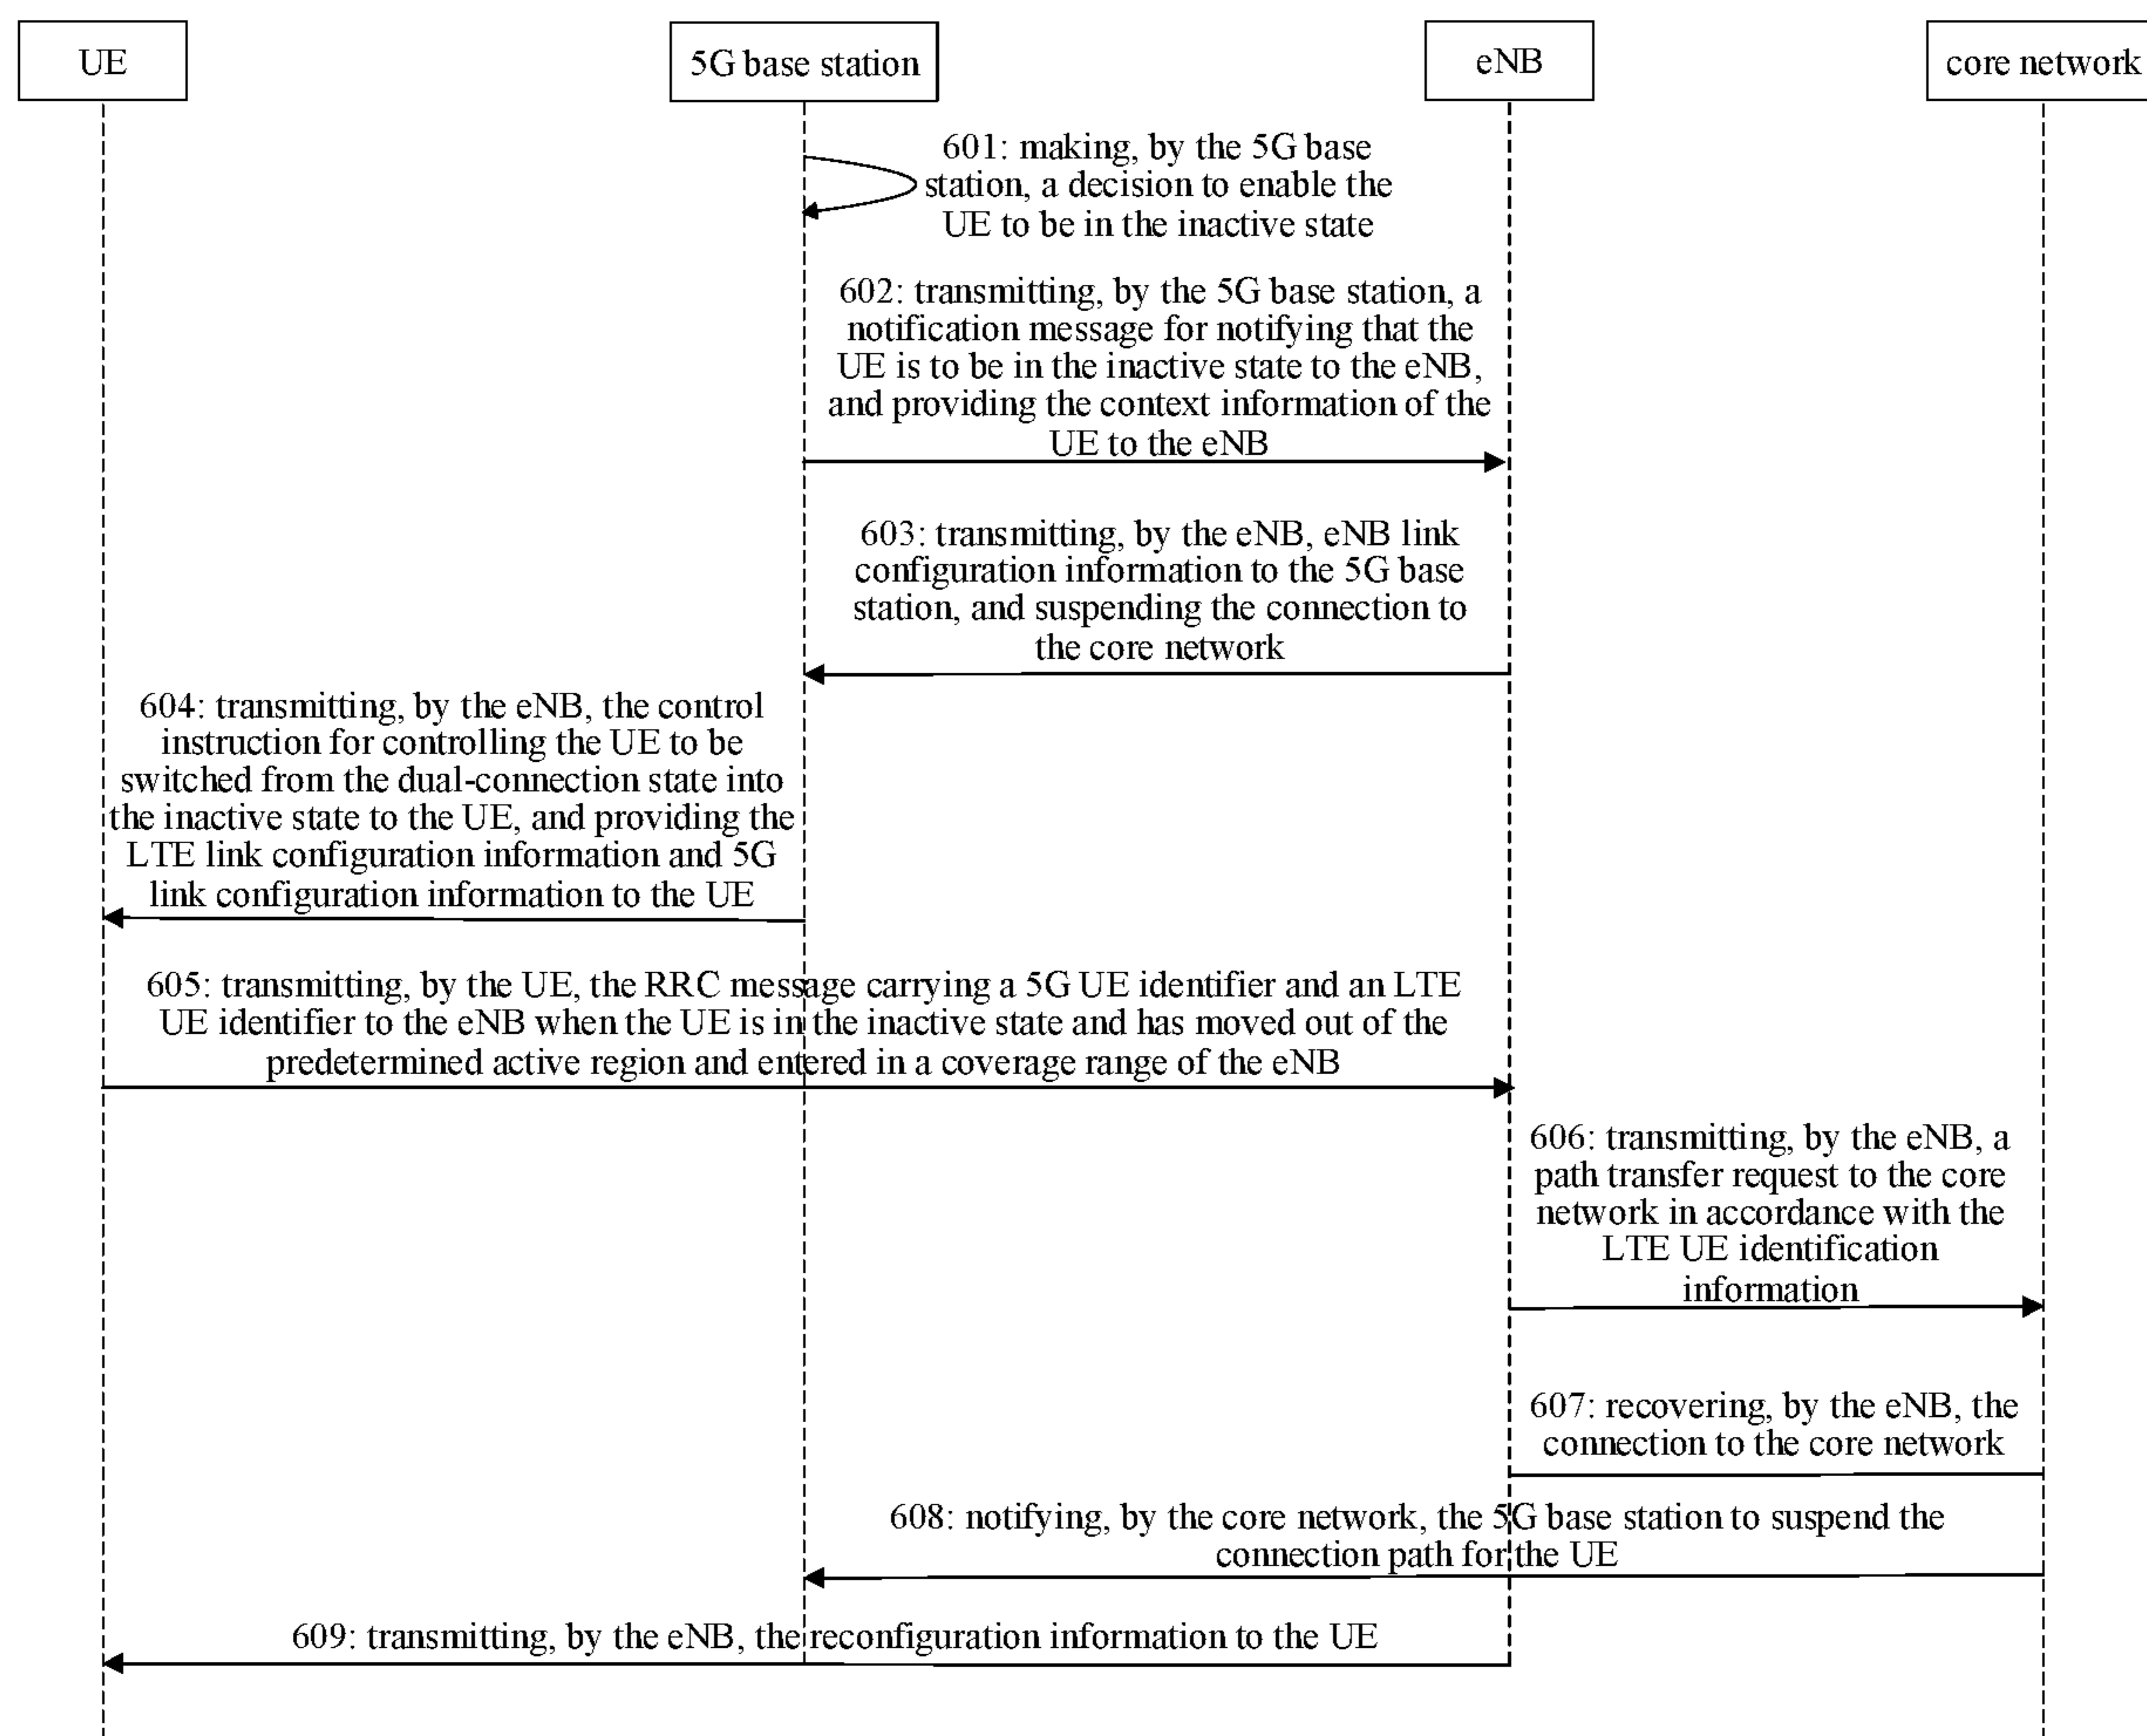 UE
5G base station
eNB
core network
601: making, by the 5G base
station, a decision to enable the
UE to be in the inactive state
602: transmitting, by the 5G base station, a
notification message for notifying that the
UE is to be in the inactive state to the eNB,
and providing the context information of the
UE to the eNB
603: transmitting, by the eNB, eNB link
configuration information to the 5G base
station, and suspending the connection to
the core network
604: transmitting, by the eNB, the control
instruction for controlling the UE to be
switched from the dual-connection state into
the inactive state to the UE, and providing the
LTE link configuration information and 5G
link configuration information to the UE
605: transmitting, by the UE, the RRC message carrying a 5G UE identifier and an LTE
UE identifier to the eNB when the UE is in the inactive state and has moved out of the
predetermined active region and entered in a coverage range of the eNB
606: transmitting, by the eNB, a
path transfer request to the core
network in accordance with the
LTE UE identification
information
607: recovering, by the eNB, the
connection to the core network
608: notifying, by the core network, the 5G base station to suspend the
connection path for the UE
609: transmitting, by the eNB, the reconfiguration information to the UE